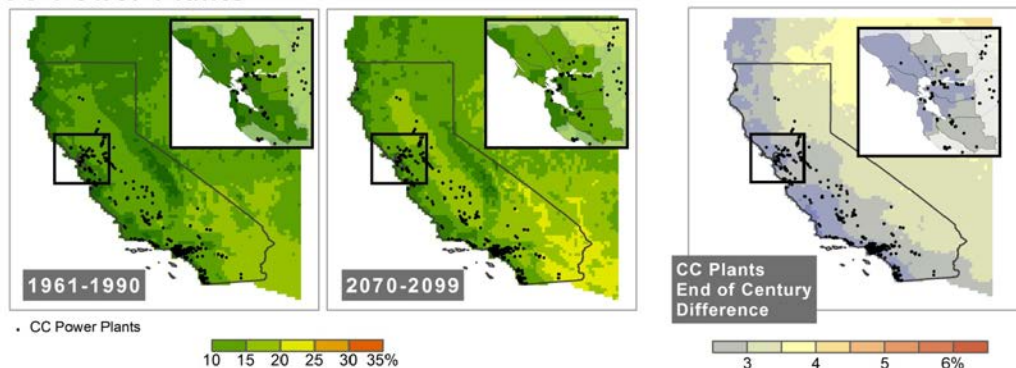 1961-1990
2070-2099
CC Plants
End of Century
Difference
CC Power Plants
10 15 20 25 30 35%
3 4 5 6%